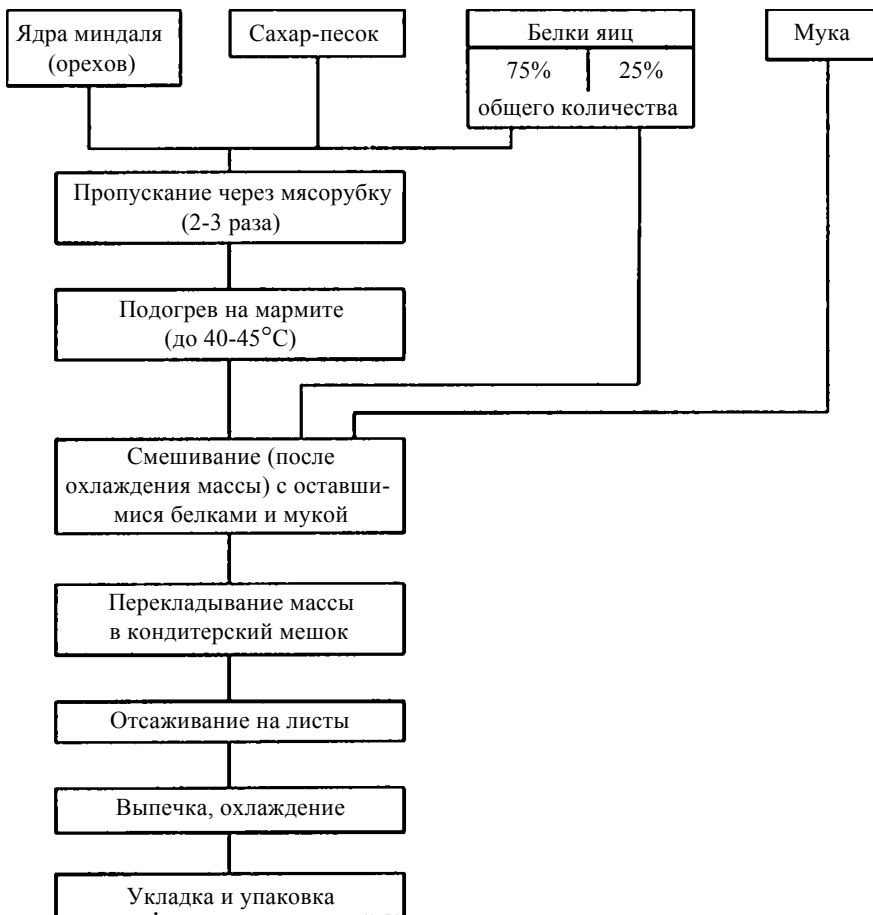 Ядра миндаля
(орехов)
Сахар-песок
Белки яиц
75%
25%
общего количества
Мука
Пропускание через мясорубку
(2-3 раза)
Подогрев на мармите
(до 40-45°С)
Смешивание (после
охлаждения массы) с оставши-
мися белками и мукой
Перекладывание массы
в кондитерский мешок
Отсаживание на листы
Выпечка, охлаждение
Укладка и упаковка